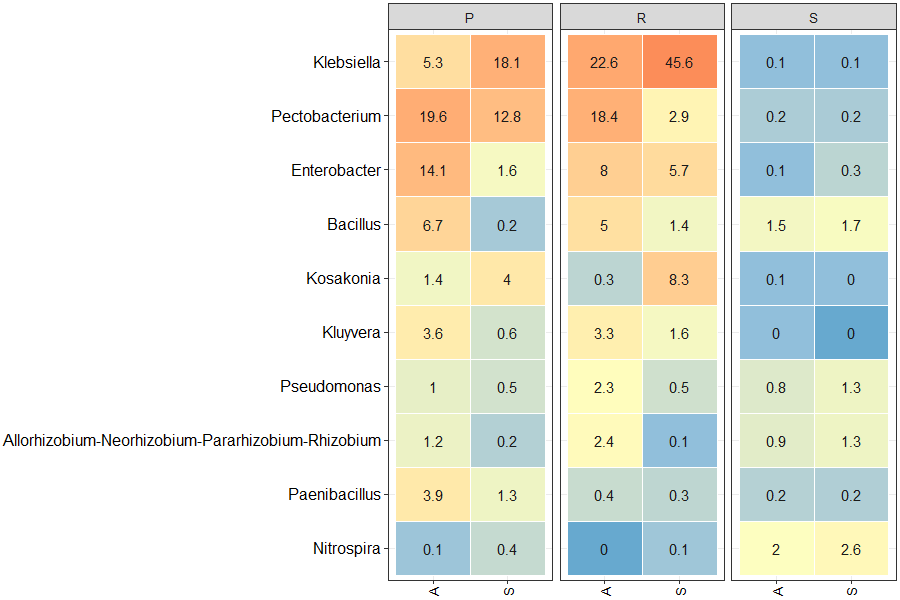 P R S
Klebsiella 5.3 18.1 22.6 45.6 0.1 0.1
Pectobacterium 19.6 12.8 18.4 2.9 0.2 0.2
Enterobacter 14.1 1.6 8 5.7 0.1 0.3
Bacillus 6.7 0.2 5 1.4 1.5 1.7
Kosakonia 1.4 4 0.3 8.3 0.1 0
Kluyvera 3.6 0.6 3.3 1.6 0 0
Pseudomonas 1 0.5 2.3 0.5 0.8 1.3
Allorhizobium-Neorhizobium-Pararhizobium-Rhizobium 1.2 0.2 2.4 0.1 0.9 1.3
Paenibacillus 3.9 1.3 0.4 0.3 0.2 0.2
Nitrospira 0.1 0.4 0 0.1 2 2.6
A S A S A S